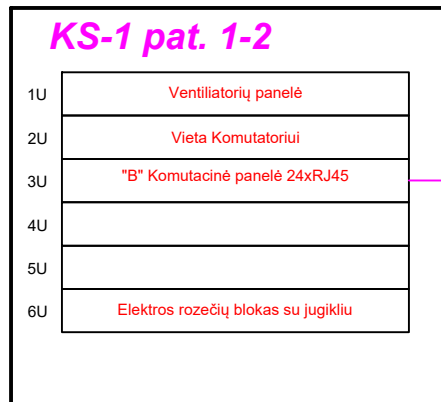 KS-1 pat. 1-2
1U Ventiliatorių panelė
2U Vieta Komutatoriui
3U "B" Komutacinė panelė 24xRJ45
4U
5U
6U Elektros rozečių blokas su jugikliu